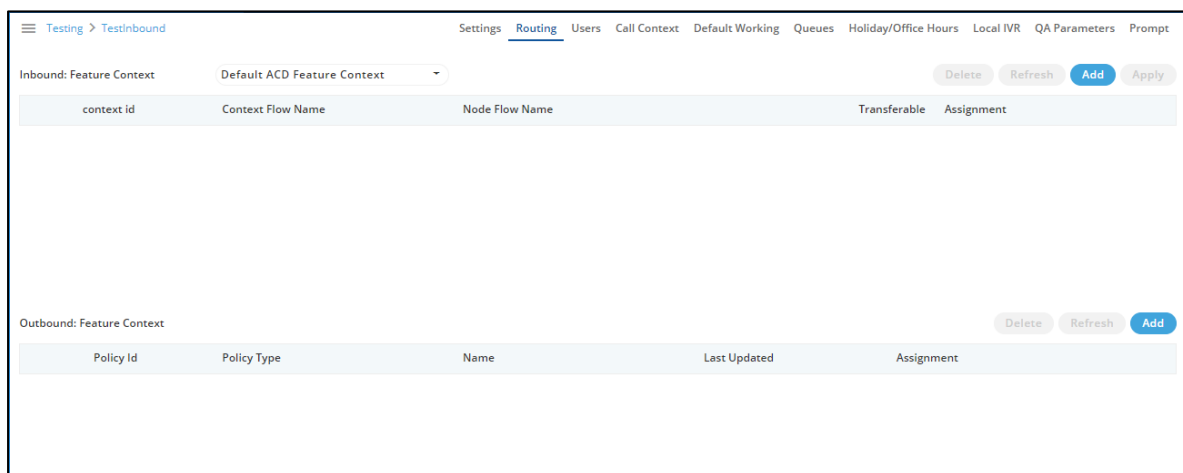 Testing > TestInbound Settings Routing Users Call Context Default Working Queues Holiday/Office Hours Local IVR QA Parameters Prompt
Inbound: Feature Context Default ACD Feature Context Delete Refresh Add Apply
context id Context Flow Name Node Flow Name Transferable Assignment
Outbound: Feature Context Delete Refresh Add
Policy Id Policy Type Name Last Updated Assignment